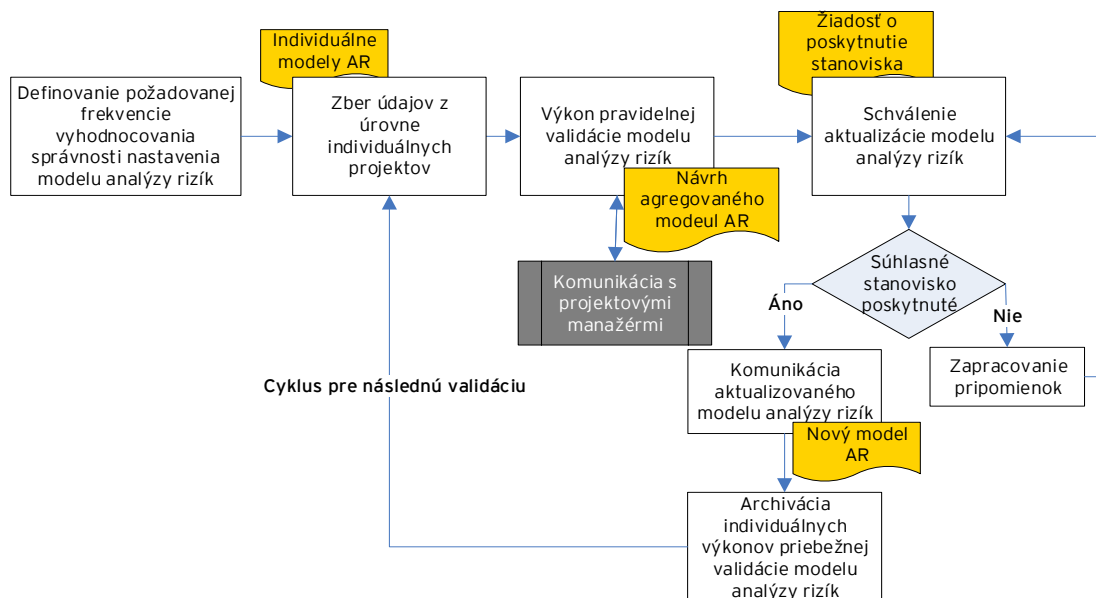 Individuálne
modely AR
Žiadosť o
poskytnutie
stanoviska
Definovanie požadovanej
frekvencie
vyhodnocovania
správnosti nastavenia
modelu analýzy rizík
Zber údajov z
úrovne
individuálnych
projektov
Výkon pravidelnej
validácie modelu
analýzy rizík
Schválenie
aktualizácie modelu
analýzy rizík
Návrh
agregovaného
modeul AR
Komunikácia s
projektovými
manažérmi
Súhlasné
stanovisko
poskytnuté
Áno
Nie
Komunikácia
aktualizovaného
modelu analýzy rizík
Zapracovanie
pripomienok
Cyklus pre následnú validáciu
Nový model
AR
Archivácia
individuálnych
výkonov priebežnej
validácie modelu
analýzy rizík